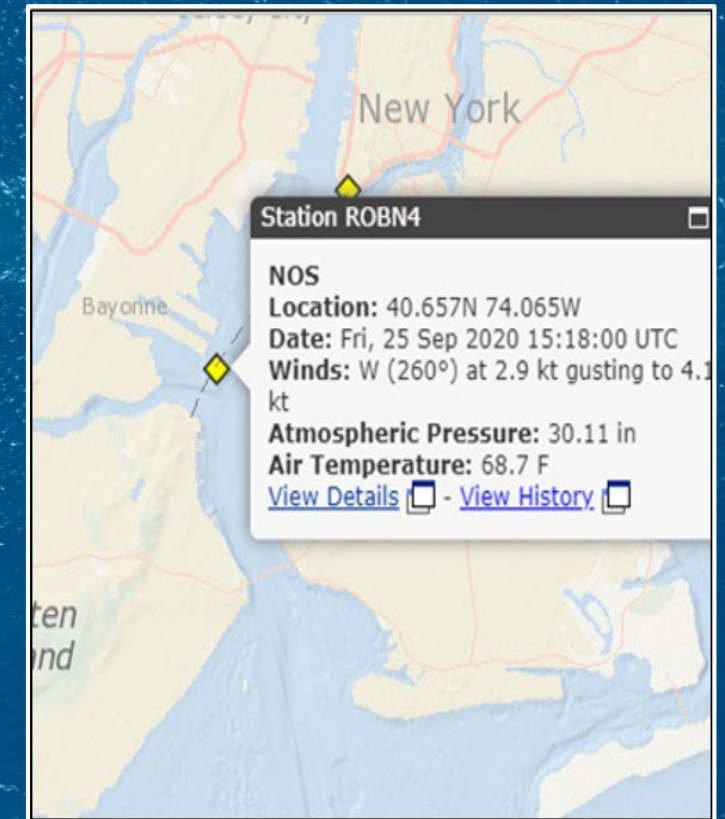 New York
Station ROBN4
NOS
Bayonne
Location: 40.657N 74.065W
Date: Fri, 25 Sep 2020 15:18:00 UTC
Winds: W (260º) at 2.9 kt gusting to 4.1
kt
Atmospheric Pressure: 30.11 in
Air Temperature: 68.7 F
View Details - View History
ten
nd